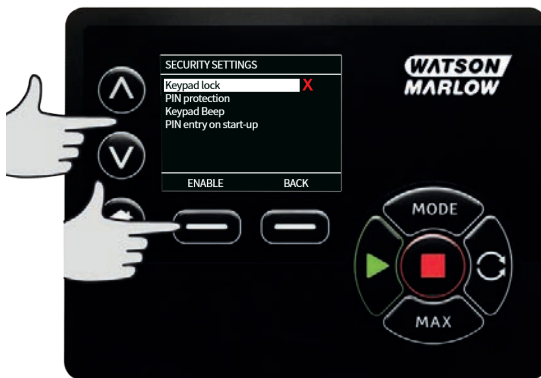 SECURITY SETTINGS
Keypad lock X
PIN protection
Keypad Beep
PIN entry on start-up
ENABLE BACK
WATSON
MARLOW
MODE
MAX